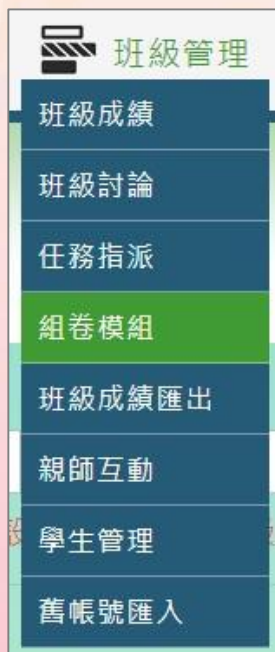 班級管理
班級成績
班級討論
任務指派
組卷模組
班級成績匯出
親師互動
學生管理
舊帳號匯入